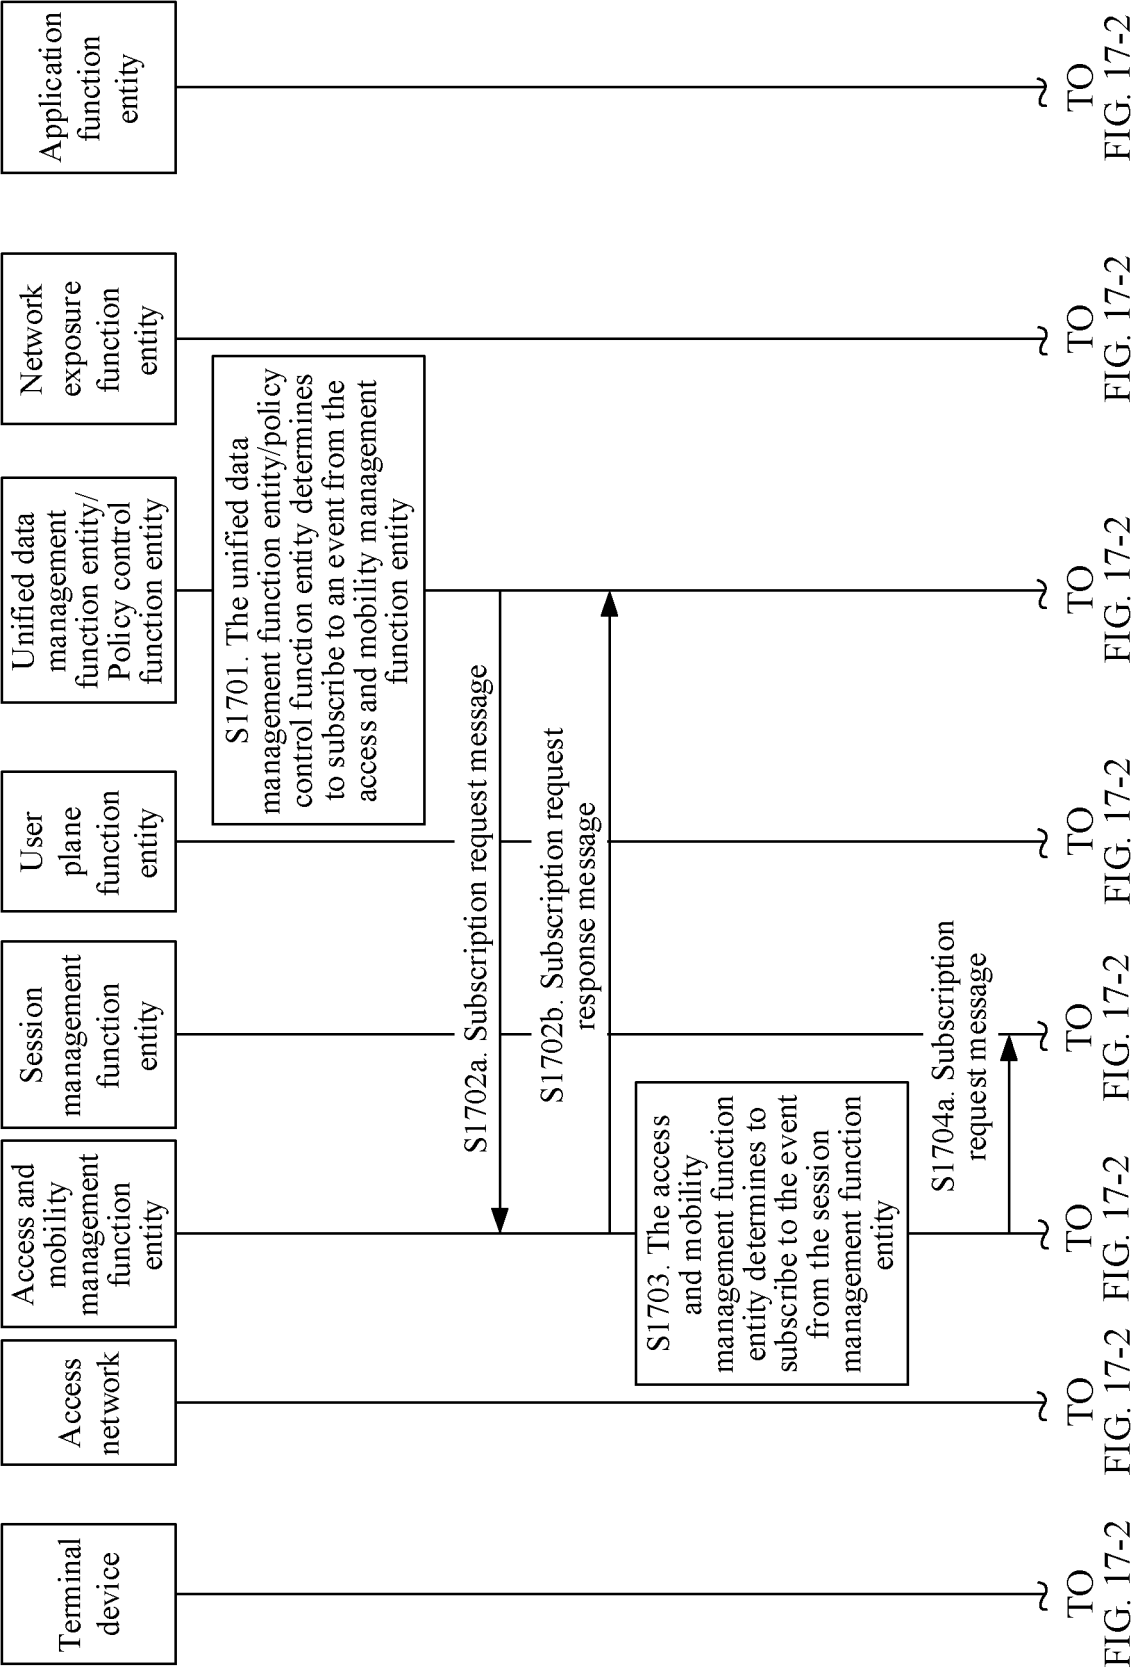 Terminal
device
Access
network
Access and
mobility
management
function
entity
Session
management
function
entity
User
plane
function
entity
Unified data
management
function entity/
Policy control
function entity
Network
exposure
function
entity
Application
function
entity
S1701. The unified data
management function entity/policy
control function entity determines
to subscribe to an event from the
access and mobility management
function entity
S1702a. Subscription request message
S1702b. Subscription request
response message
S1703. The access
and mobility
management function
entity determines to
subscribe to the event
from the session
management function
entity
S1704a. Subscription
request message
TO
FIG. 17-2
TO
FIG. 17-2
TO
FIG. 17-2
TO
FIG. 17-2
TO
FIG. 17-2
TO
FIG. 17-2
TO
FIG. 17-2
TO
FIG. 17-2